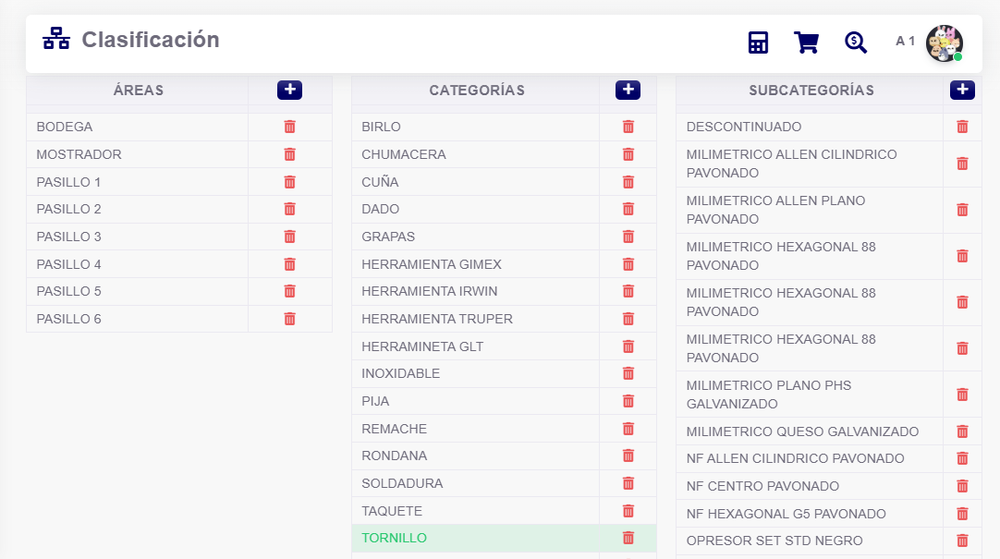 Clasificación
A 1
ÁREAS
BODEGA
MOSTRADOR
PASILLO 1
PASILLO 2
PASILLO 3
PASILLO 4
PASILLO 5
PASILLO 6
CATEGORÍAS
BIRLO
CHUMACERA
CUÑA
DADO
GRAPAS
HERRAMIENTA GIMEX
HERRAMIENTA IRWIN
HERRAMIENTA TRUPER
HERRAMINETA GLT
INOXIDABLE
PIJA
REMACHE
RONDANA
SOLDADURA
TAQUETE
TORNILLO
SUBCATEGORÍAS
DESCONTINUADO
MILIMETRICO ALLEN CILINDRICO
PAVONADO
MILIMETRICO ALLEN PLANO
PAVONADO
MILIMETRICO HEXAGONAL 88
PAVONADO
MILIMETRICO HEXAGONAL 88
PAVONADO
MILIMETRICO HEXAGONAL 88
PAVONADO
MILIMETRICO PLANO PHS
GALVANIZADO
MILIMETRICO QUESO GALVANIZADO
NF ALLEN CILINDRICO PAVONADO
NF CENTRO PAVONADO
NF HEXAGONAL G5 PAVONADO
OPRESOR SET STD NEGRO